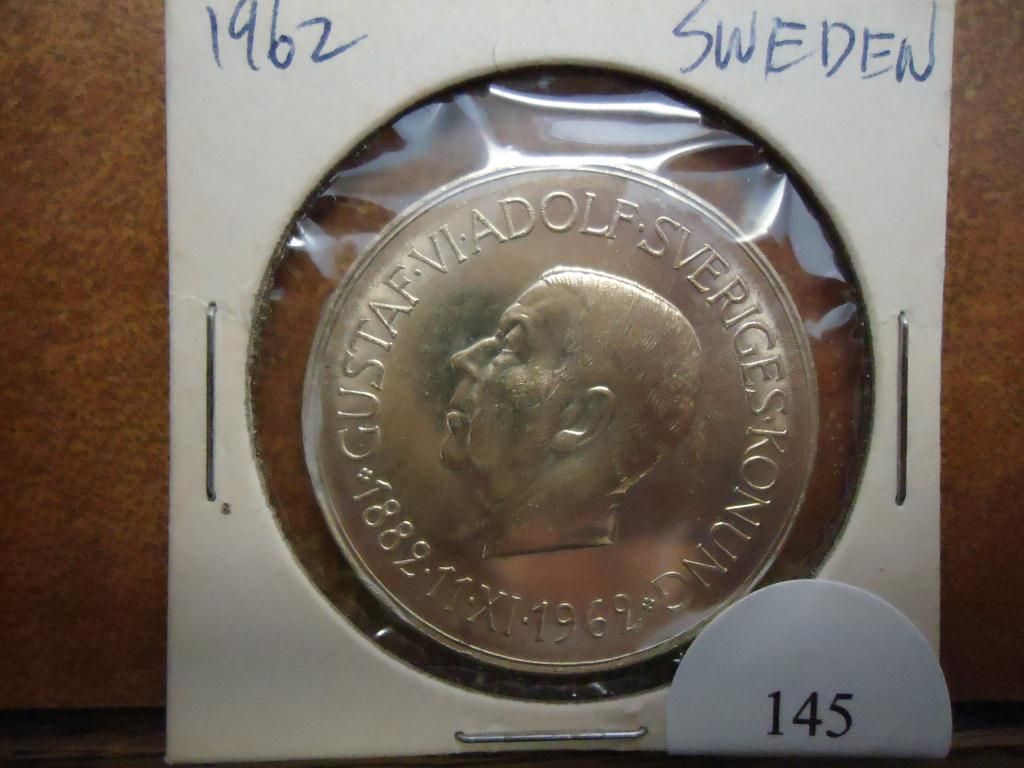 1962 SWEDEN
GUSTAF·VI·ADOLF·SVERIGES·KONUNG
*1882·11·XI·1962*
145